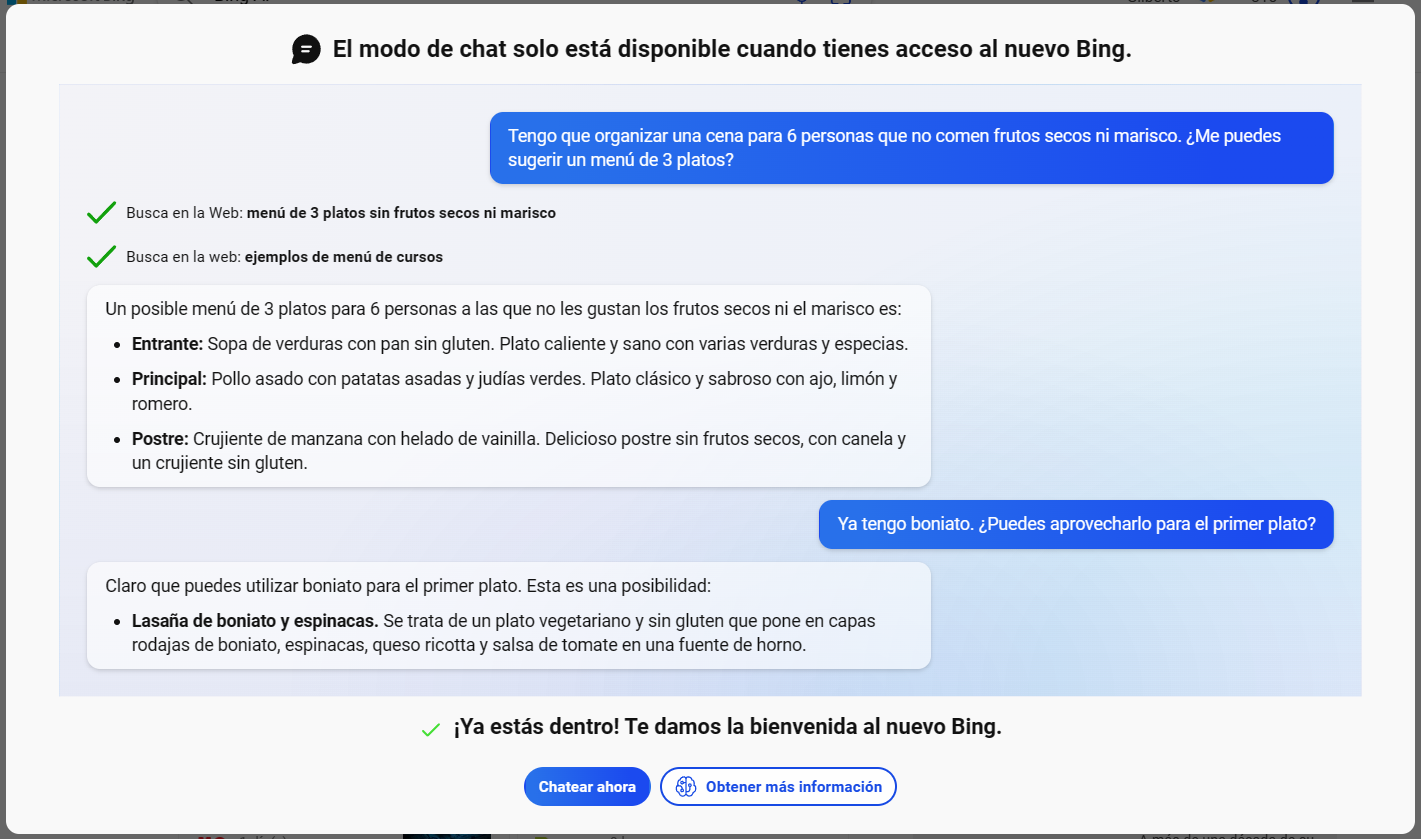 Gilberto
El modo de chat solo está disponible cuando tienes acceso al nuevo Bing.
Tengo que organizar una cena para 6 personas que no comen frutos secos ni marisco. ¿Me puedes
sugerir un menú de 3 platos?
Busca en la Web: menú de 3 platos sin frutos secos ni marisco
Busca en la web: ejemplos de menú de cursos
Un posible menú de 3 platos para 6 personas a las que no les gustan los frutos secos ni el marisco es:
• Entrante: Sopa de verduras con pan sin gluten. Plato caliente y sano con varias verduras y especias.
• Principal: Pollo asado con patatas asadas y judías verdes. Plato clásico y sabroso con ajo, limón y
romero.
• Postre: Crujiente de manzana con helado de vainilla. Delicioso postre sin frutos secos, con canela y
un crujiente sin gluten.
Ya tengo boniato. ¿Puedes aprovecharlo para el primer plato?
Claro que puedes utilizar boniato para el primer plato. Esta es una posibilidad:
• Lasaña de boniato y espinacas. Se trata de un plato vegetariano y sin gluten que pone en capas
rodajas de boniato, espinacas, queso ricotta y salsa de tomate en una fuente de horno.
¡Ya estás dentro! Te damos la bienvenida al nuevo Bing.
Chatear ahora
Obtener más información